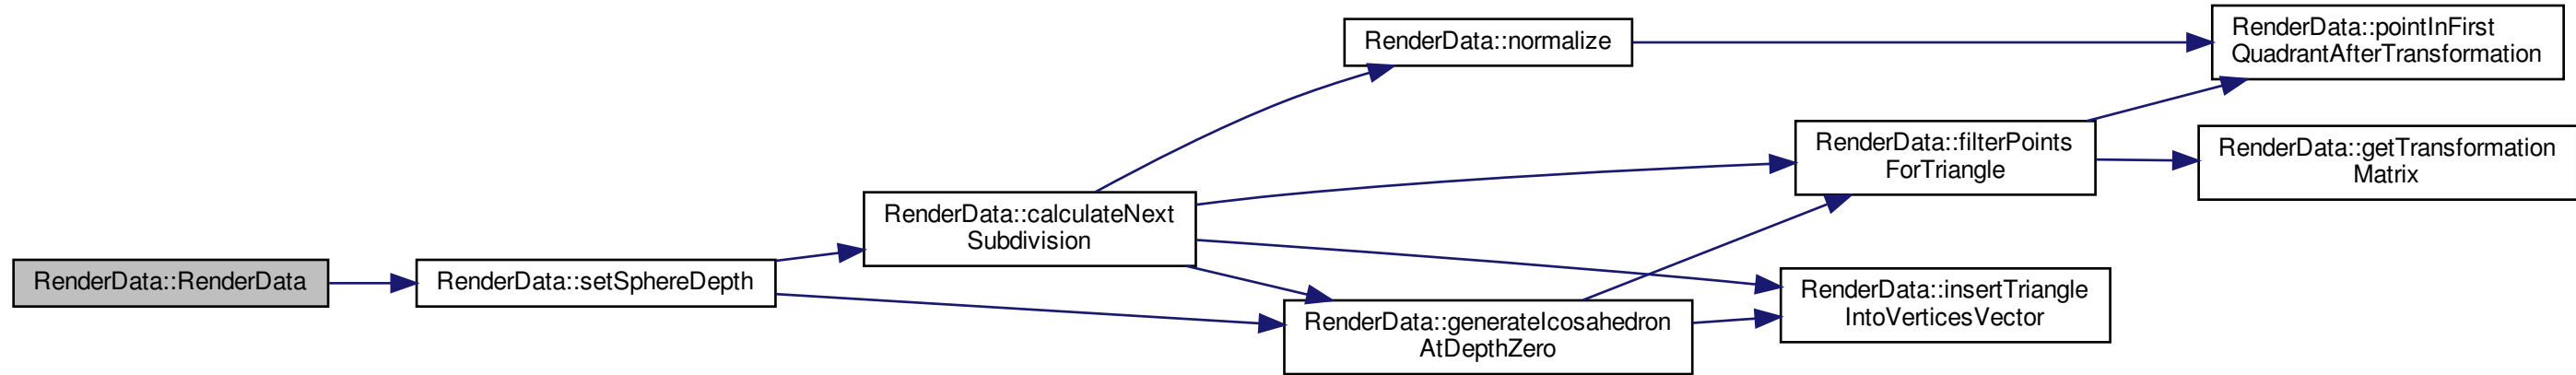 RenderData::RenderData
RenderData::setSphereDepth
RenderData::calculateNext
Subdivision
RenderData::normalize
RenderData::generateIcosahedron
AtDepthZero
RenderData::filterPoints
ForTriangle
RenderData::insertTriangle
IntoVerticesVector
RenderData::pointInFirst
QuadrantAfterTransformation
RenderData::getTransformation
Matrix